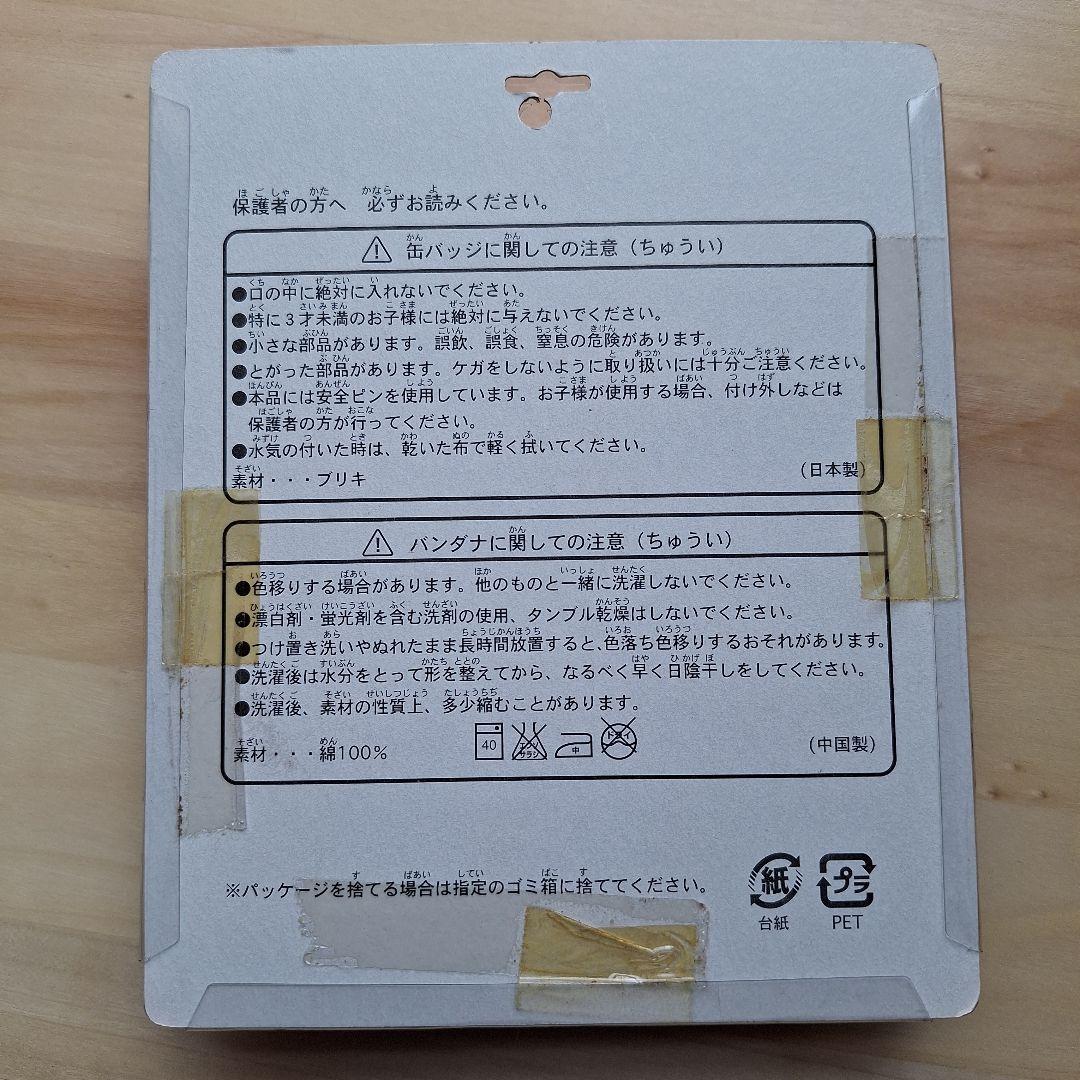 保護者の方へ 必ずお読みください。
⚠ 缶バッジに関しての注意(ちゅうい)
●口の中に絶対に入れないでください。
●特に3才未満のお子様には絶対に与えないでください。
●小さな部品があります。誤飲、誤食、窒息の危険があります。
●とがった部品があります。ケガをしないように取り扱いには十分ご注意ください。
●本品には安全ピンを使用しています。お子様が使用する場合、付け外しなどは
保護者の方が行ってください。
●水気の付いた時は、乾いた布で軽く拭いてください。
素材・・・ブリキ (日本製)
⚠ バンダナに関しての注意(ちゅうい)
●色移りする場合があります。他のものと一緒に洗濯しないでください。
●漂白剤・蛍光剤を含む洗剤の使用、タンブル乾燥はしないでください。
●つけ置き洗いやぬれたまま長時間放置すると、色落ち色移りするおそれがあります。
●洗濯後は水分をとって形を整えてから、なるべく早く日陰干しをしてください。
●洗濯後、素材の性質上、多少縮むことがあります。
素材・・・綿100% 40 エンソサラシ 中 ドライ (中国製)
※パッケージを捨てる場合は指定のゴミ箱に捨ててください。
紙 プラ
台紙 PET